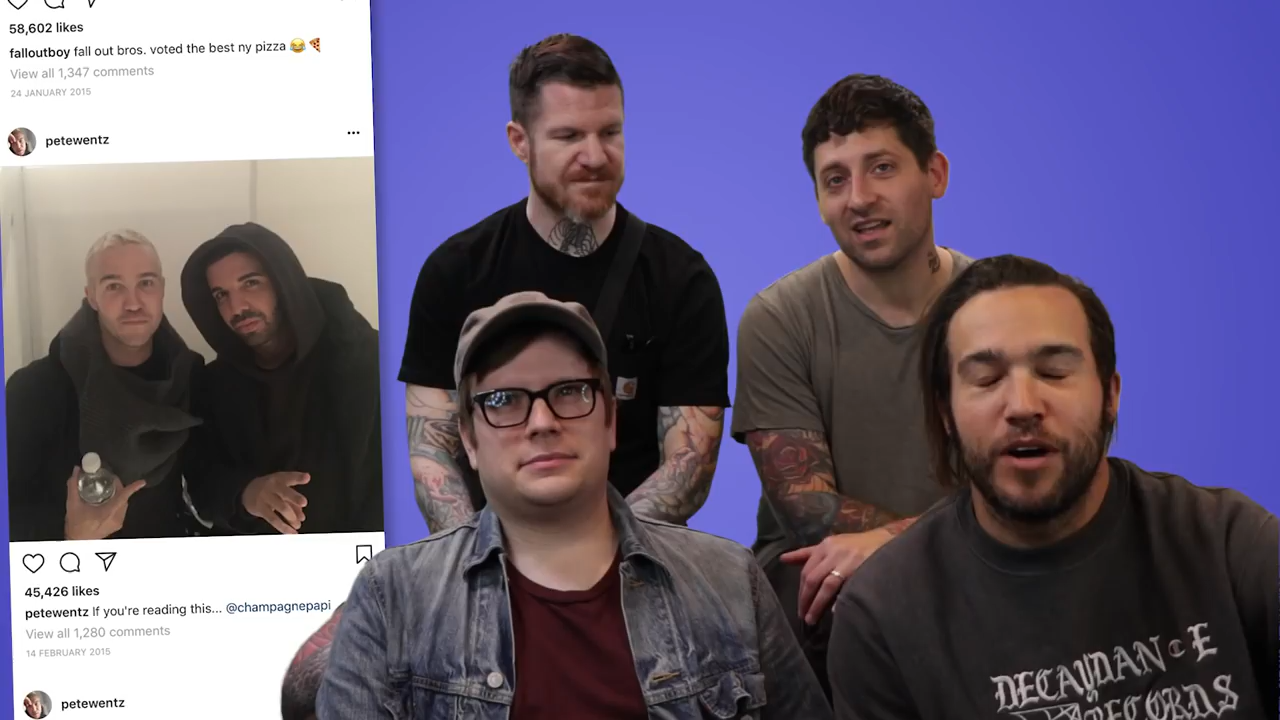 58,602 likes
falloutboy fall out bros. voted the best ny pizza 😂🍕
View all 1,347 comments
24 JANUARY 2015
petewentz
45,426 likes
petewentz If you're reading this... @champagnepapi
View all 1,280 comments
14 FEBRUARY 2015
petewentz
DECAYDANCE
RECORDS